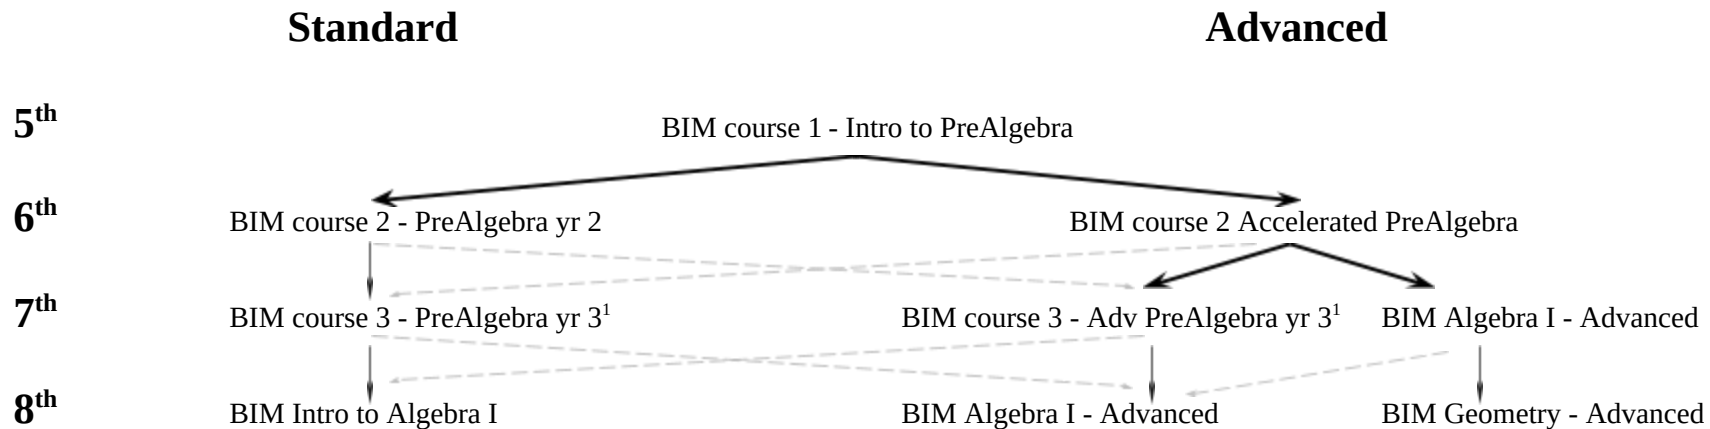 Standard Advanced
5th BIM course 1 - Intro to PreAlgebra
6th BIM course 2 - PreAlgebra yr 2 BIM course 2 Accelerated PreAlgebra
7th BIM course 3 - PreAlgebra yr 3¹ BIM course 3 - Adv PreAlgebra yr 3¹ BIM Algebra I - Advanced
8th BIM Intro to Algebra I BIM Algebra I - Advanced BIM Geometry - Advanced